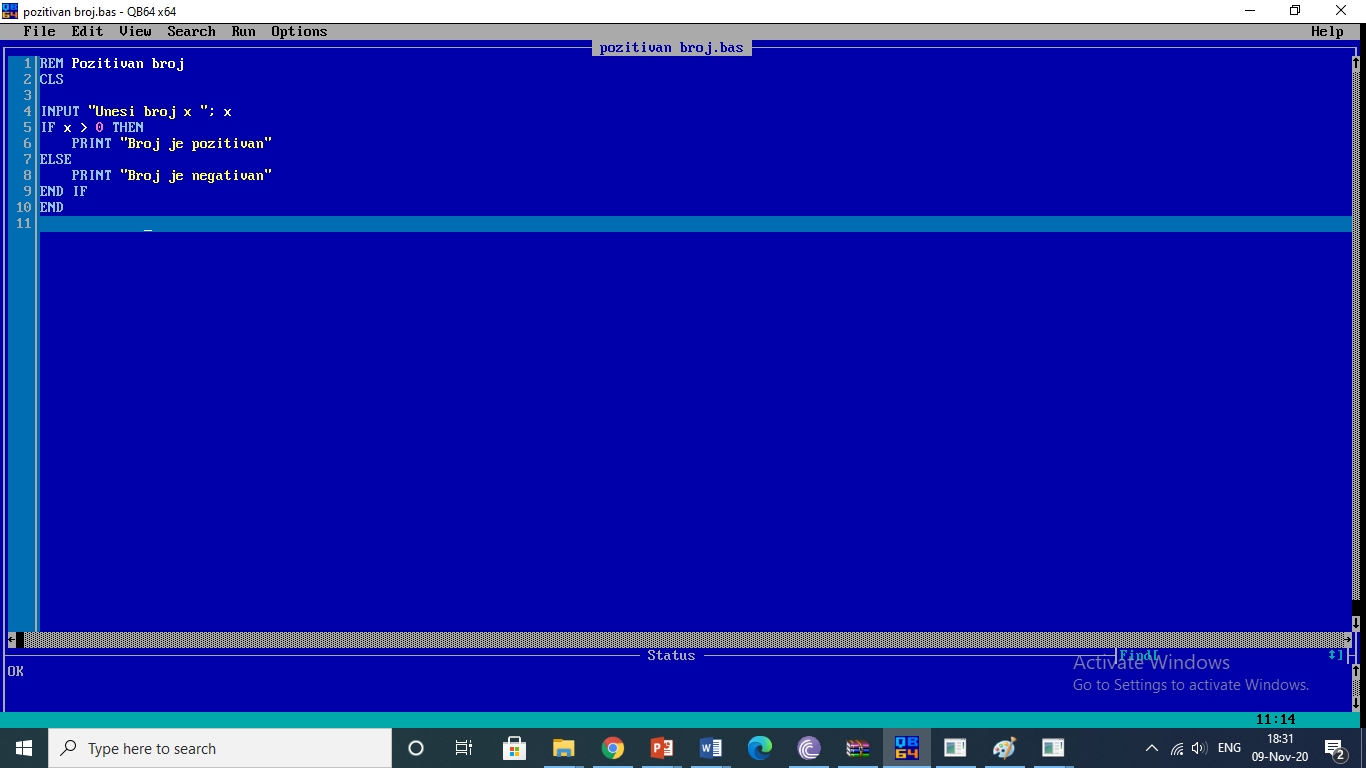 pozitivan broj.bas - QB64 x64
File Edit View Search Run Options Help
pozitivan broj.bas
1 REM Pozitivan broj
2 CLS
3
4 INPUT "Unesi broj x "; x
5 IF x > 0 THEN
6 PRINT "Broj je pozitivan"
7 ELSE
8 PRINT "Broj je negativan"
9 END IF
10 END
11
Status
Find[ ]
OK
Activate Windows
Go to Settings to activate Windows.
11:14
Type here to search
ENG
18:31
09-Nov-20
2